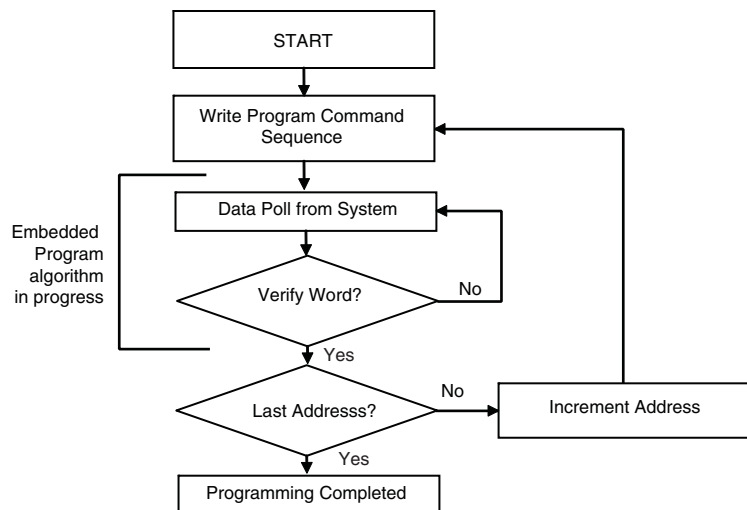 START
Write Program Command
Sequence
Data Poll from System
Embedded
Program
algorithm
in progress
Verify Word?
No
Yes
Last Addresss?
No
Increment Address
Yes
Programming Completed